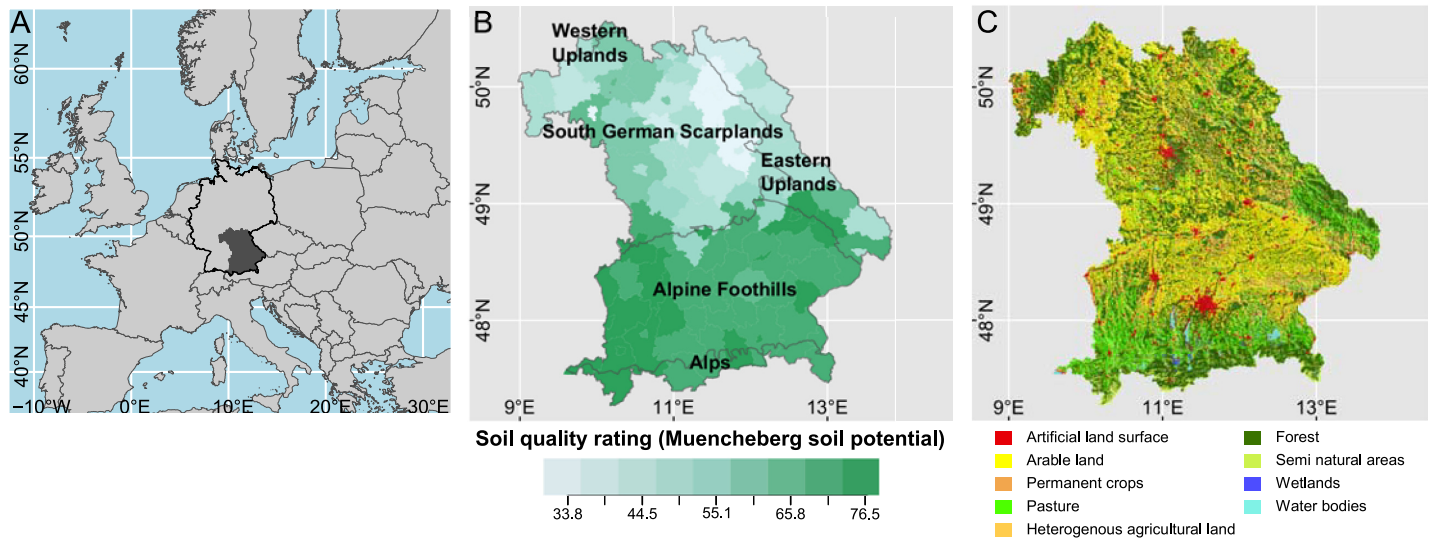 A
60°N
55°N
50°N
45°N
40°N
−10°W
0°E
10°E
20°E
30°E
B
Western
Uplands
South German Scarplands
Eastern
Uplands
Alpine Foothills
Alps
50°N
49°N
48°N
9°E
11°E
13°E
Soil quality rating (Muencheberg soil potential)
33.8
44.5
55.1
65.8
76.5
C
50°N
49°N
48°N
9°E
11°E
13°E
Artificial land surface
Arable land
Permanent crops
Pasture
Heterogenous agricultural land
Forest
Semi natural areas
Wetlands
Water bodies